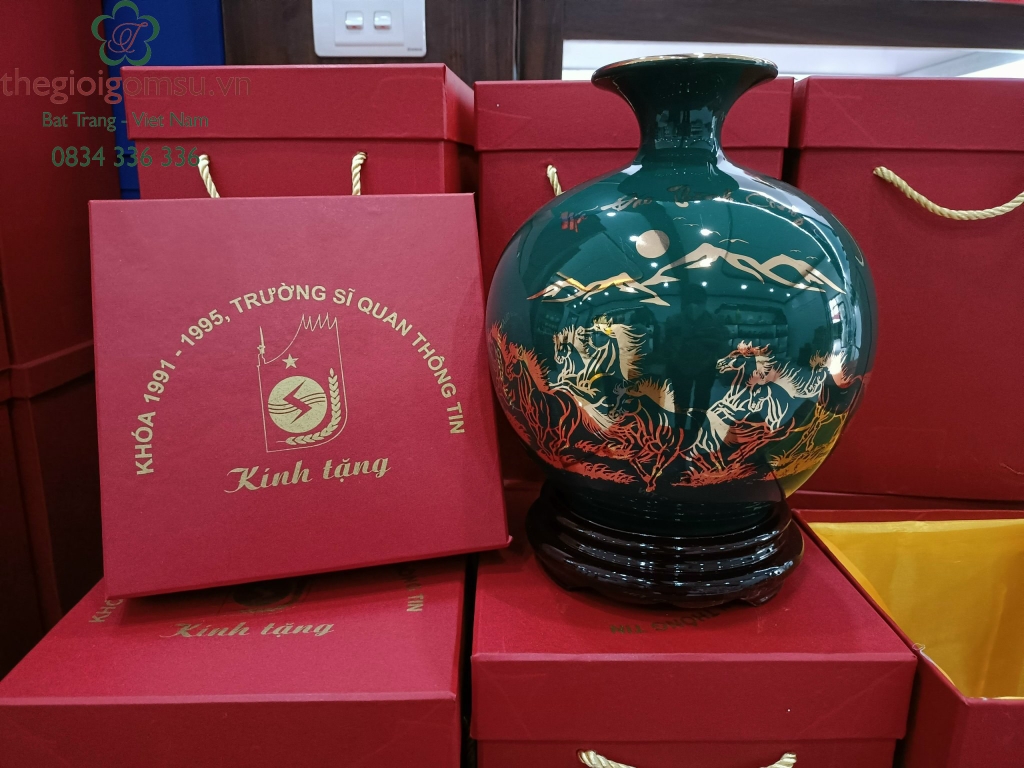 thegioigomsu.vn
Bat Trang - Viet Nam
0834 336 336
KHÓA 1991 - 1995, TRƯỜNG SĨ QUAN THÔNG TIN
Kính tặng
Kính tặng